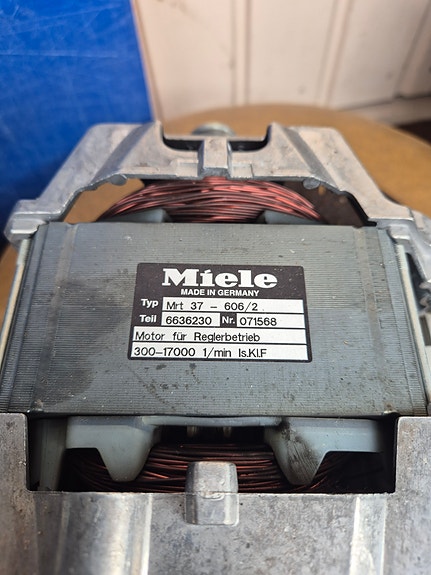 Miele
MADE IN GERMANY
Typ Mrt 37 - 606/2
Teil 6636230 Nr. 071568
Motor für Reglerbetrieb
300-17000 1/min Is.Kl.F